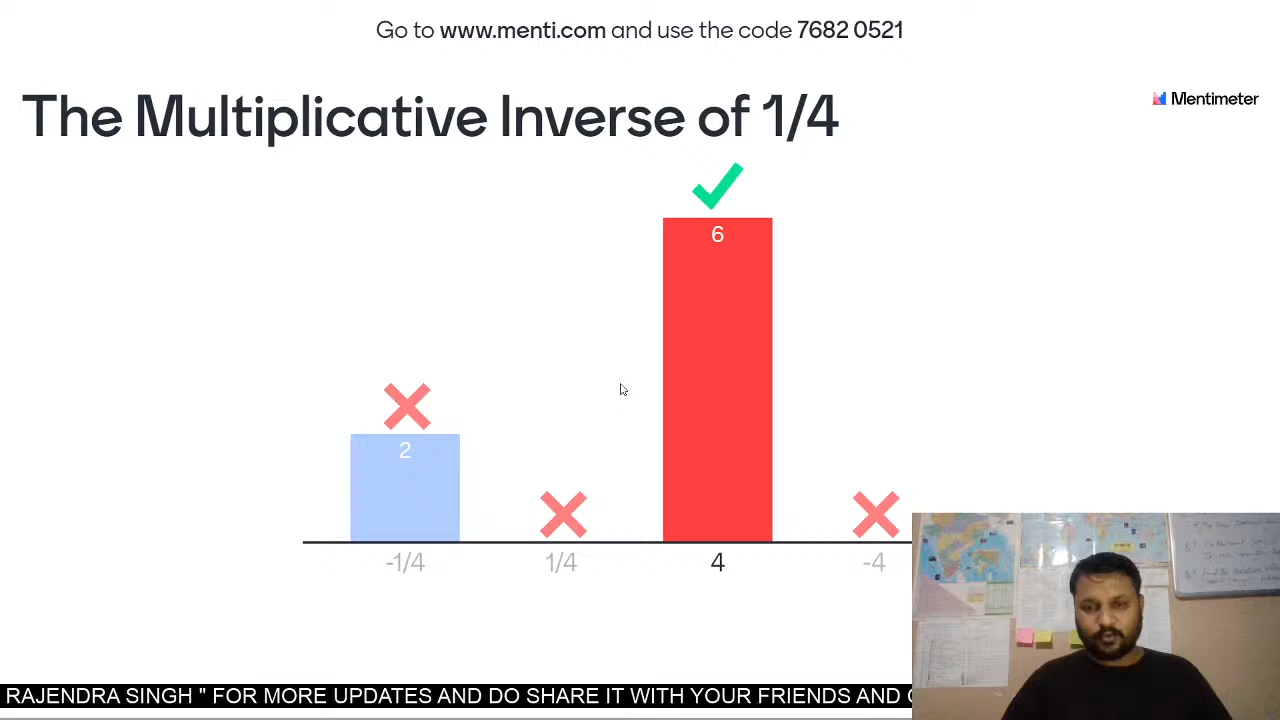 Go to www.menti.com and use the code 7682 0521
The Multiplicative Inverse of 1/4
Mentimeter
6
2
-1/4
1/4
4
-4
RAJENDRA SINGH " FOR MORE UPDATES AND DO SHARE IT WITH YOUR FRIENDS AND